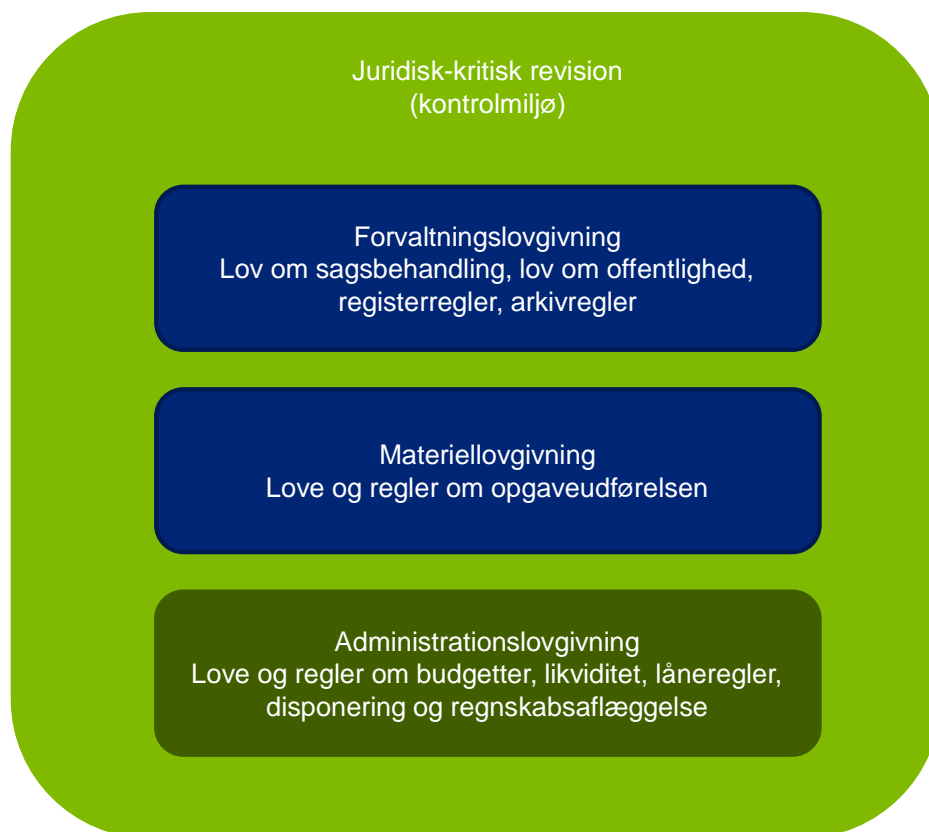 Juridisk-kritisk revision
(kontrolmiljø)
Forvaltningslovgivning
Lov om sagsbehandling, lov om offentlighed,
registerregler, arkivregler
Materiellovgivning
Love og regler om opgaveudførelsen
Administrationslovgivning
Love og regler om budgetter, likviditet, låneregler,
disponering og regnskabsaflæggelse